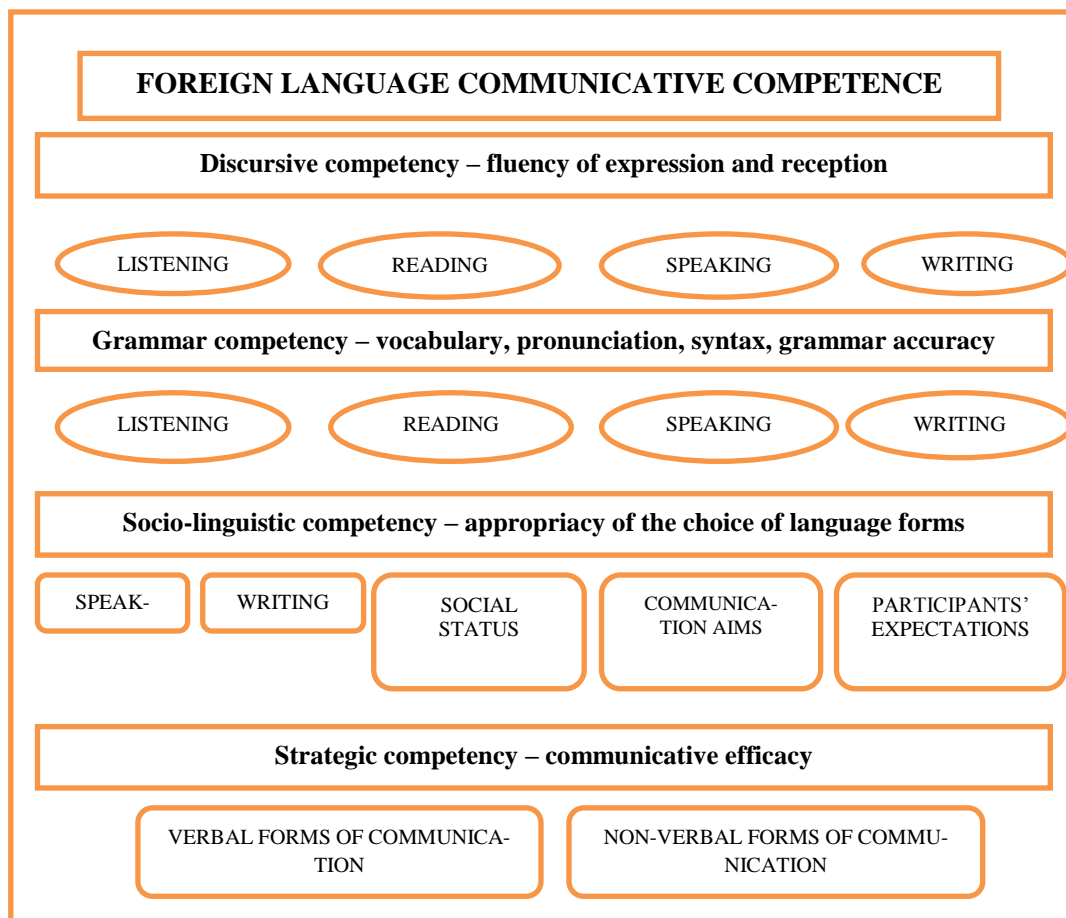 FOREIGN LANGUAGE COMMUNICATIVE COMPETENCE
Discursive competency – fluency of expression and reception
LISTENING
READING
SPEAKING
WRITING
Grammar competency – vocabulary, pronunciation, syntax, grammar accuracy
LISTENING
READING
SPEAKING
WRITING
Socio-linguistic competency – appropriacy of the choice of language forms
SPEAK-
WRITING
SOCIAL
STATUS
COMMUNICA-
TION AIMS
PARTICIPANTS’
EXPECTATIONS
Strategic competency – communicative efficacy
VERBAL FORMS OF COMMUNICA-
TION
NON-VERBAL FORMS OF COMMU-
NICATION